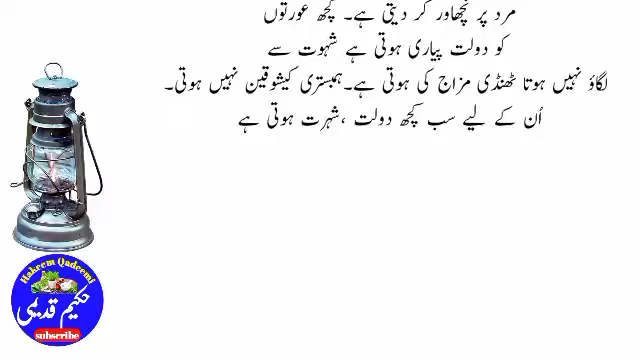 مرد پر نچھاور کر دیتی ہے۔ کچھ عورتوں
کو دولت پیاری ہوتی ہے شہوت سے
لگاؤ نہیں ہوتا ٹھنڈی مزاج کی ہوتی ہے۔ہمبستری کیشوقین نہیں ہوتی۔
اُن کے لیے سب کچھ دولت ،شہرت ہوتی ہے
Hakeem Qadeemi
حکیم قدیمی
subscribe